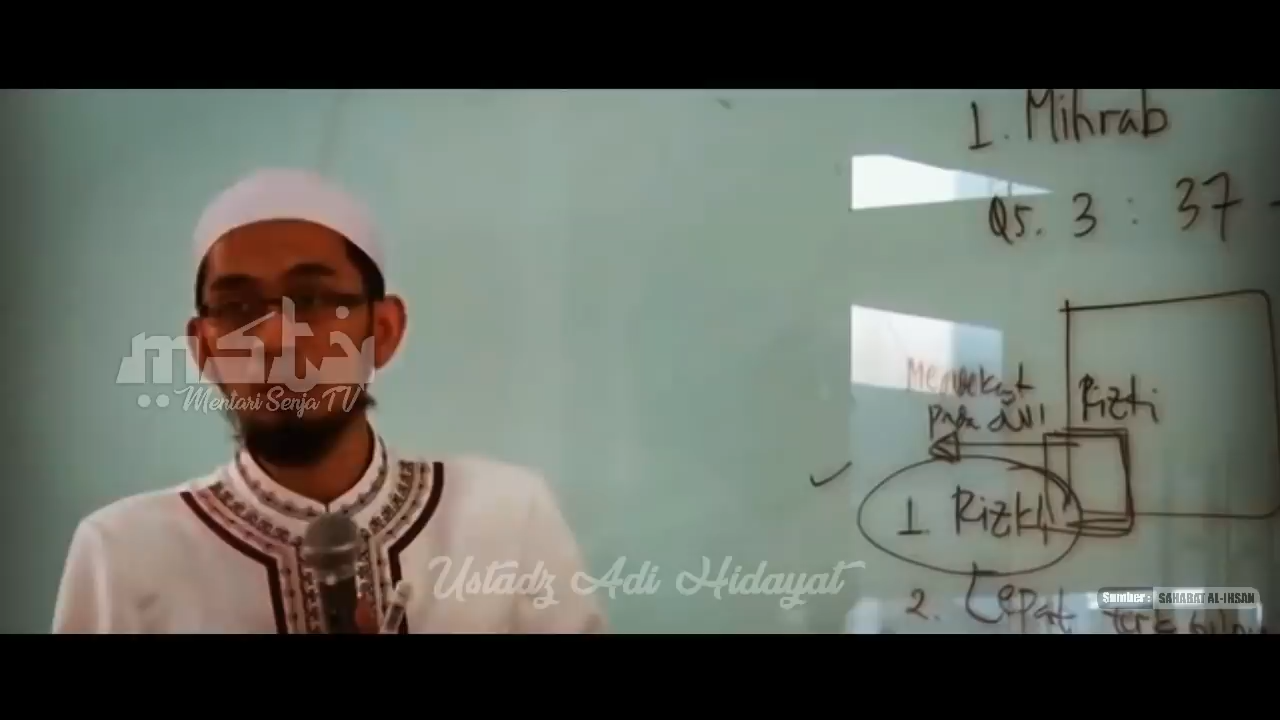 1. Mihrab
QS. 3 : 37 -
Mendekat
pada
Rizki
1. Rizki
2. Cepat
Mentari Senja TV
Ustadz Adi Hidayat
Sumber : SAHABAT AL-IHSAN